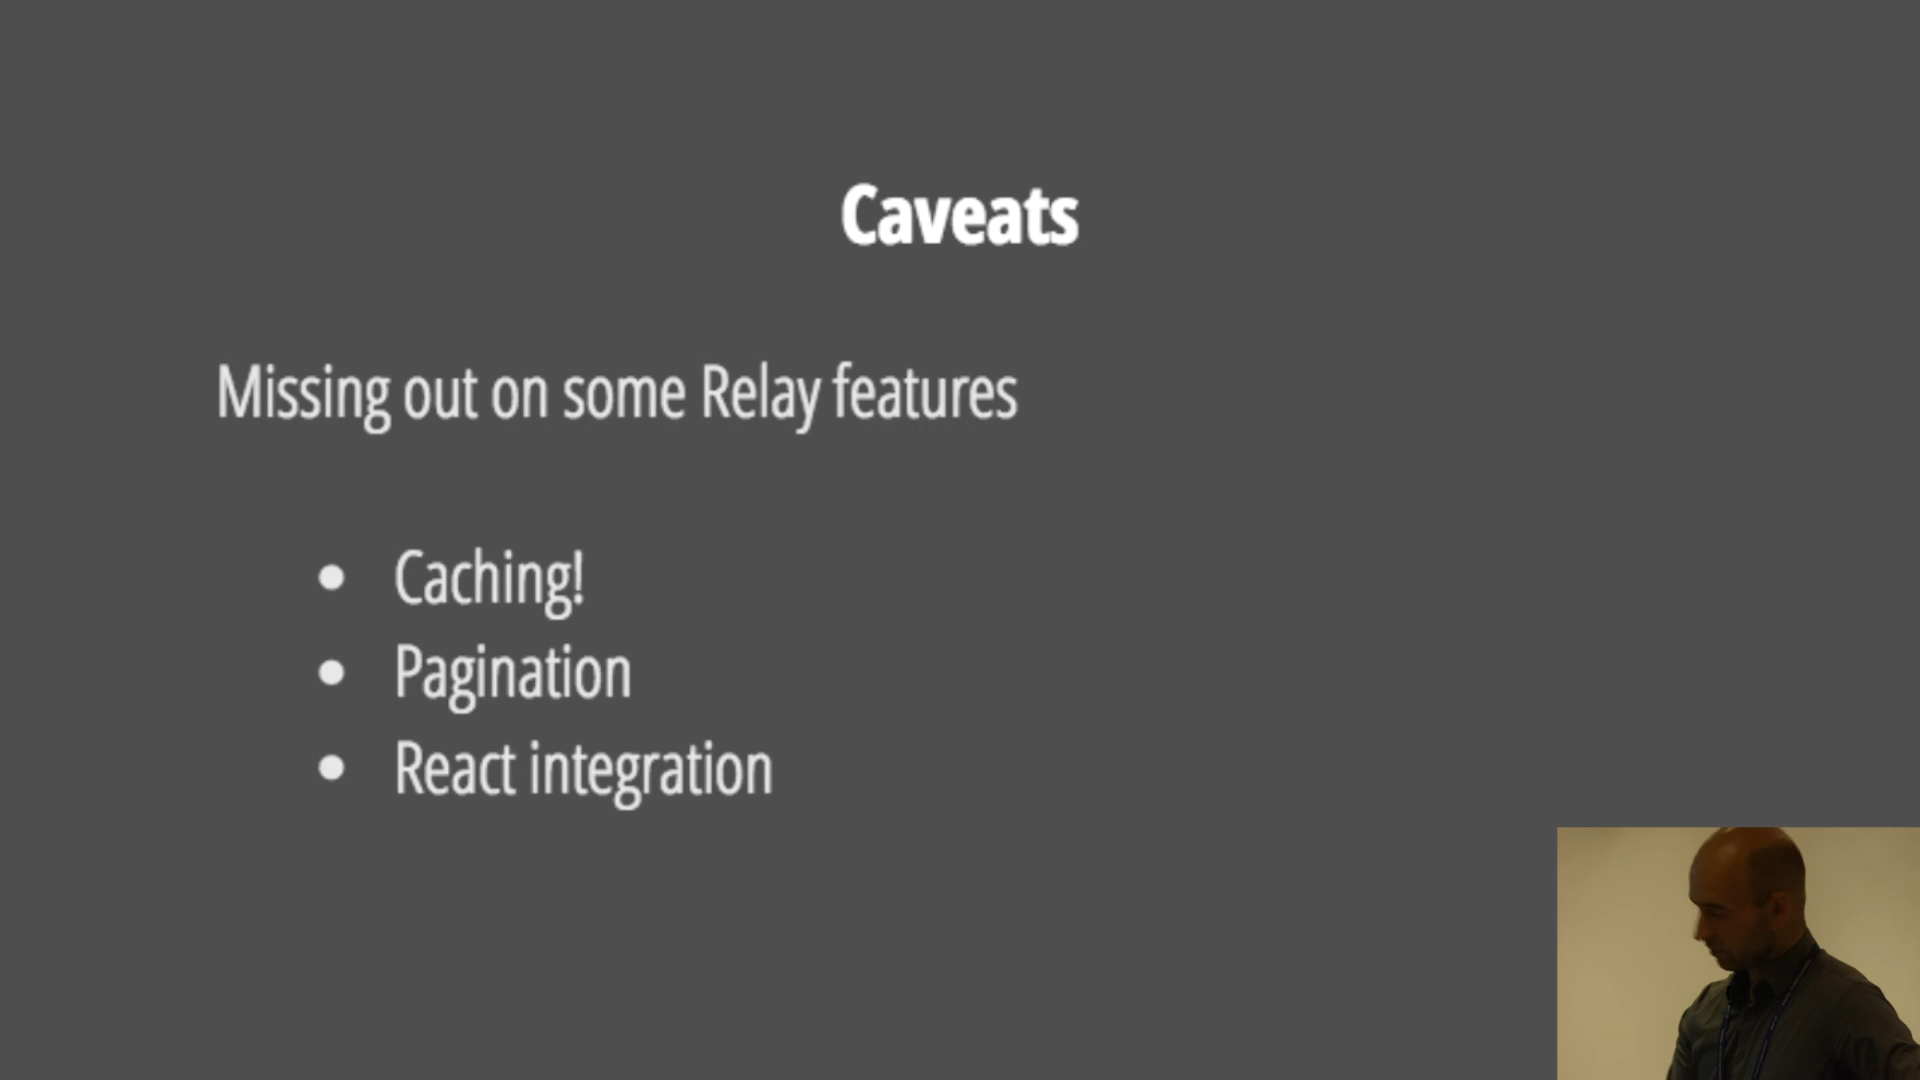 Caveats
Missing out on some Relay features
• Caching!
• Pagination
• React integration